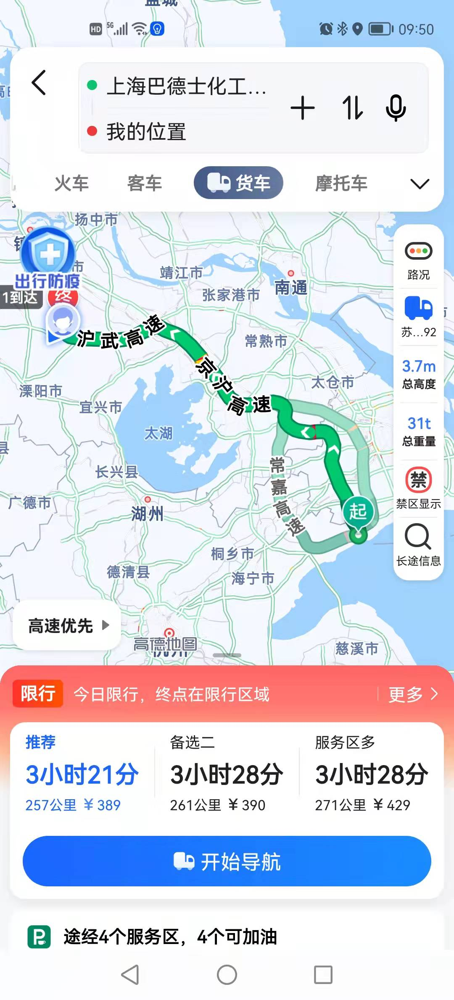 HD 5G 09:50
上海巴德士化工...
我的位置
火车
客车
货车
摩托车
扬中市
出行防疫
1到达
终
靖江市
张家港市
南通
常熟市
太仓市
溧阳市
宜兴市
太湖
长兴县
广德市
湖州
桐乡市
德清县
海宁市
慈溪市
沪武高速
京沪高速
常嘉高速
起
路况
苏...92
3.7m
总高度
31t
总重量
禁
禁区显示
长途信息
高速优先
高德地图
杭州
限行
今日限行，终点在限行区域
更多
推荐
3小时21分
257公里 ¥389
备选二
3小时28分
261公里 ¥390
服务区多
3小时28分
271公里 ¥429
开始导航
P
途经4个服务区，4个可加油